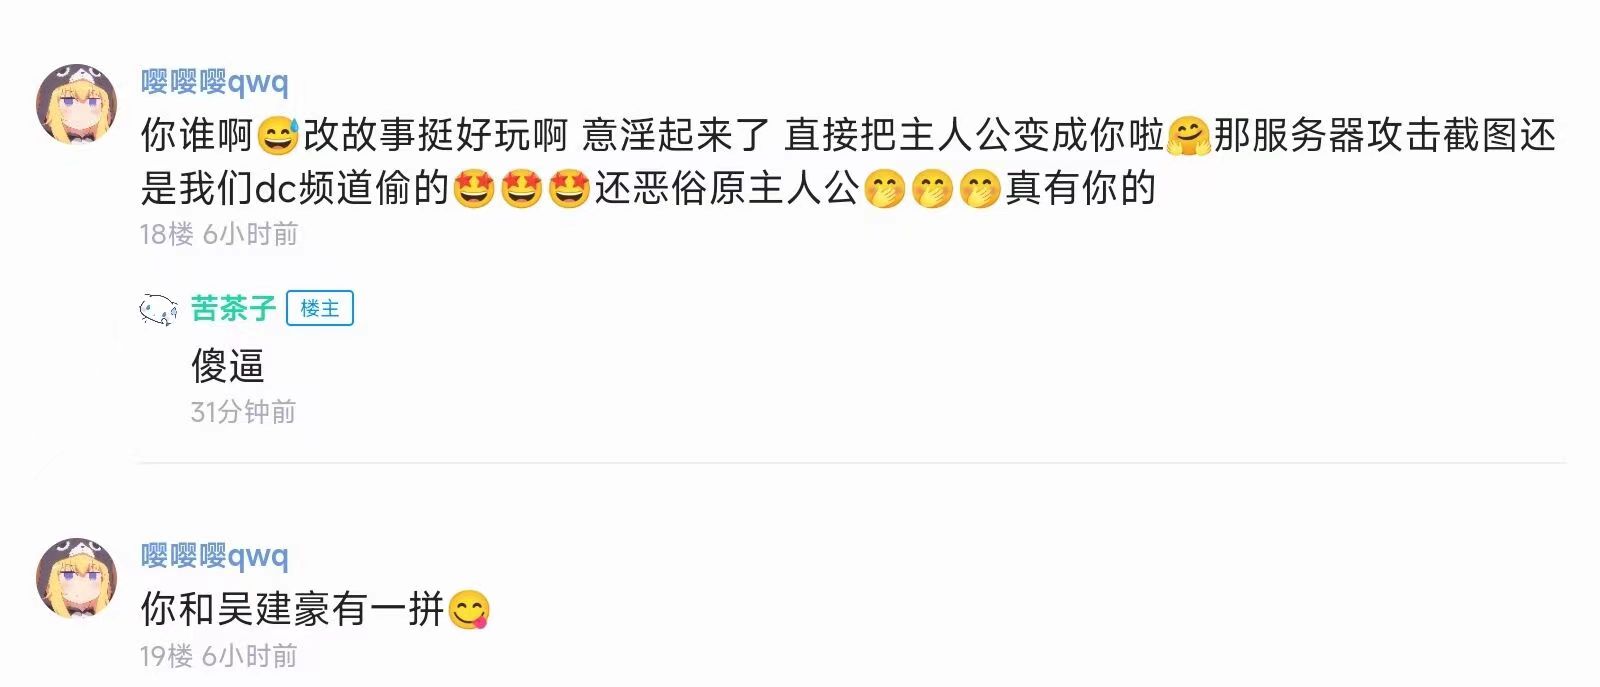 嘤嘤嘤qwq
你谁啊😅改故事挺好玩啊 意淫起来了 直接把主人公变成你啦🤗那服务器攻击截图还
是我们dc频道偷的🤩🤩🤩还恶俗原主人公🤭🤭🤭真有你的
18楼 6小时前
苦茶子 楼主
傻逼
31分钟前
嘤嘤嘤qwq
你和吴建豪有一拼😋
19楼 6小时前